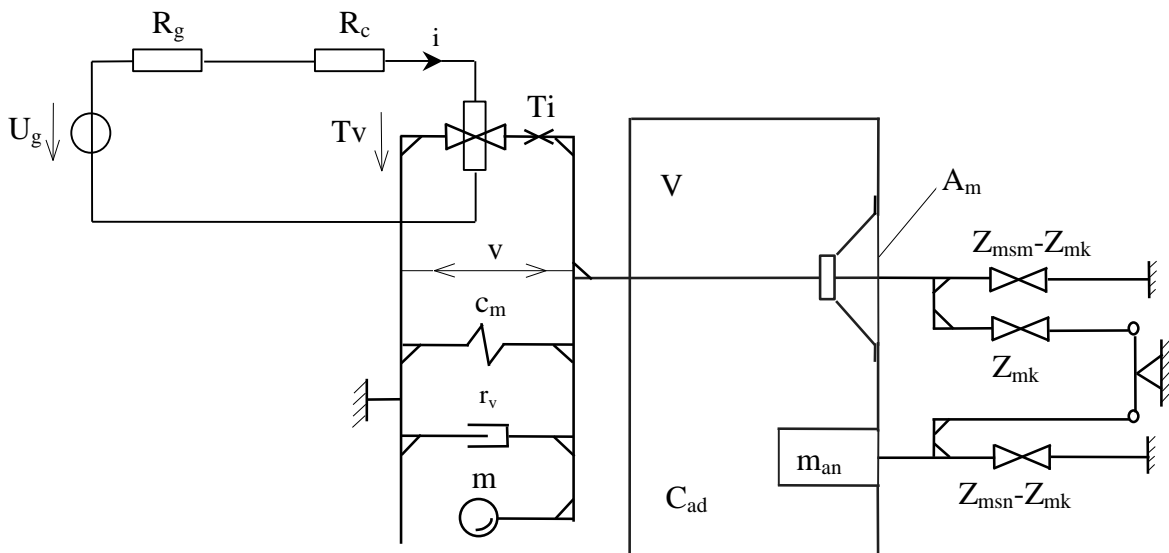 R_g
R_c
i
U_g
Tv
Ti
V
A_m
Z_msm-Z_mk
v
c_m
Z_mk
r_v
m
m_an
C_ad
Z_msn-Z_mk